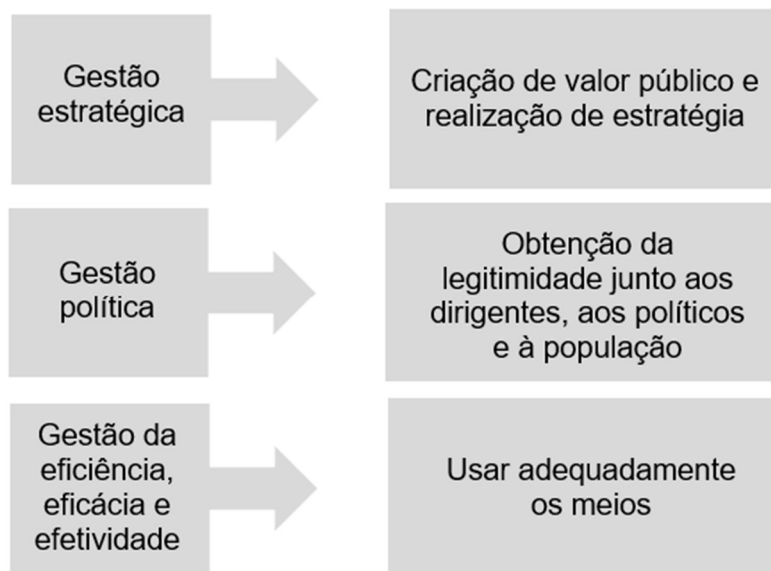 Gestão
estratégica
Criação de valor público e
realização de estratégia
Gestão
política
Obtenção da
legitimidade junto aos
dirigentes, aos políticos
e à população
Gestão da
eficiência,
eficácia e
efetividade
Usar adequadamente
os meios